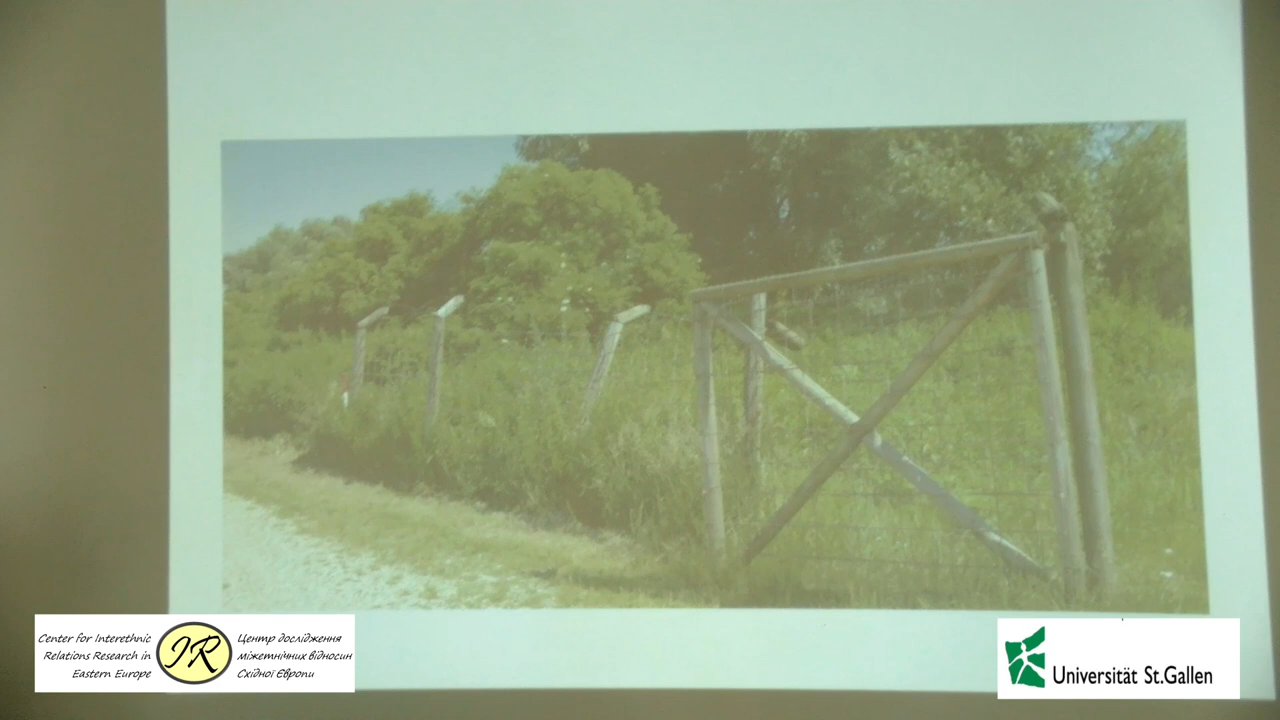 Center for Interethnic
Relations Research in
Eastern Europe
IR
Центр дослідження
міжетнічних відносин
Східної Європи
Universität St.Gallen